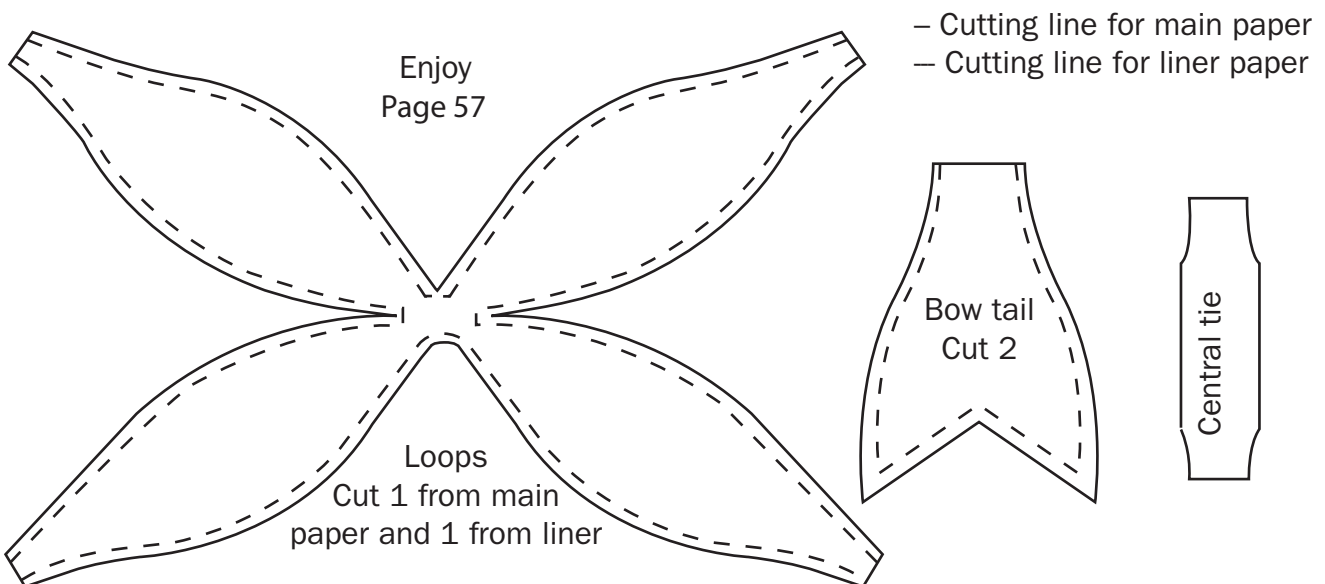 Enjoy
Page 57
– Cutting line for main paper
-- Cutting line for liner paper
Bow tail
Cut 2
Central tie
Loops
Cut 1 from main
paper and 1 from liner